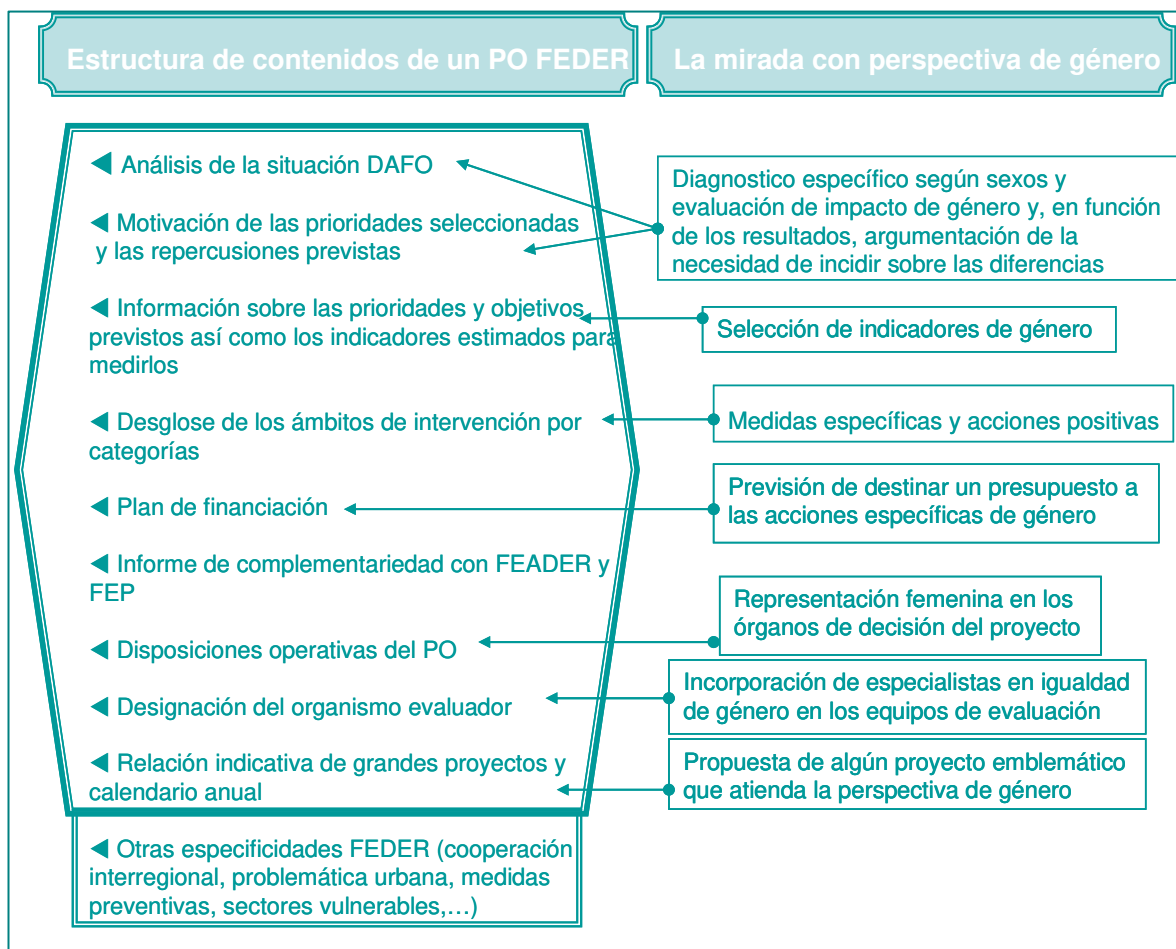 Estructura de contenidos de un PO FEDER
La mirada con perspectiva de género
◀ Análisis de la situación DAFO
◀ Motivación de las prioridades seleccionadas
y las repercusiones previstas
◀ Información sobre las prioridades y objetivos
previstos así como los indicadores estimados para
medirlos
◀ Desglose de los ámbitos de intervención por
categorías
◀ Plan de financiación
◀ Informe de complementariedad con FEADER y
FEP
◀ Disposiciones operativas del PO
◀ Designación del organismo evaluador
◀ Relación indicativa de grandes proyectos y
calendario anual
◀ Otras especificidades FEDER (cooperación
interregional, problemática urbana, medidas
preventivas, sectores vulnerables,…)
Diagnostico específico según sexos y
evaluación de impacto de género y, en función
de los resultados, argumentación de la
necesidad de incidir sobre las diferencias
Selección de indicadores de género
Medidas específicas y acciones positivas
Previsión de destinar un presupuesto a
las acciones específicas de género
Representación femenina en los
órganos de decisión del proyecto
Incorporación de especialistas en igualdad
de género en los equipos de evaluación
Propuesta de algún proyecto emblemático
que atienda la perspectiva de género